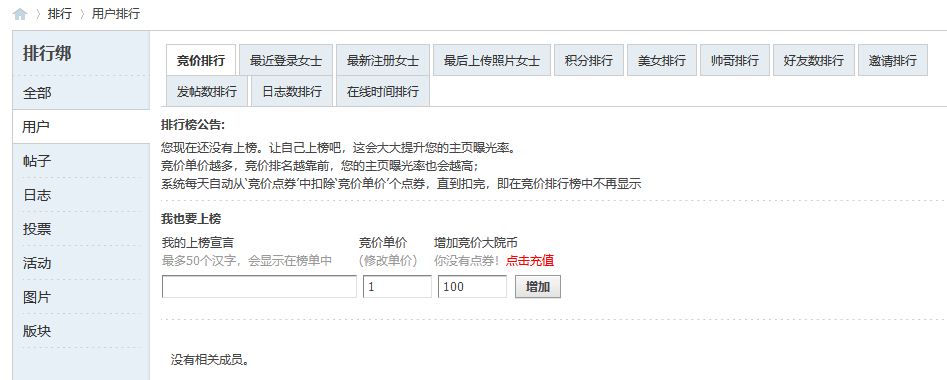 排行 〉用户排行
排行绑
全部
用户
帖子
日志
投票
活动
图片
版块
竞价排行 最近登录女士 最新注册女士 最后上传照片女士 积分排行 美女排行 帅哥排行 好友数排行 邀请排行
发帖数排行 日志数排行 在线时间排行
排行榜公告:
您现在还没有上榜。让自己上榜吧，这会大大提升您的主页曝光率。
竞价单价越多，竞价排名越靠前，您的主页曝光率也会越高；
系统每天自动从‘竞价点券’中扣除‘竞价单价’个点券，直到扣完，即在竞价排行榜中不再显示
我也要上榜
我的上榜宣言 竞价单价 增加竞价大院币
最多50个汉字，会显示在榜单中 （修改单价） 你没有点券！点击充值
1 100 增加
没有相关成员。